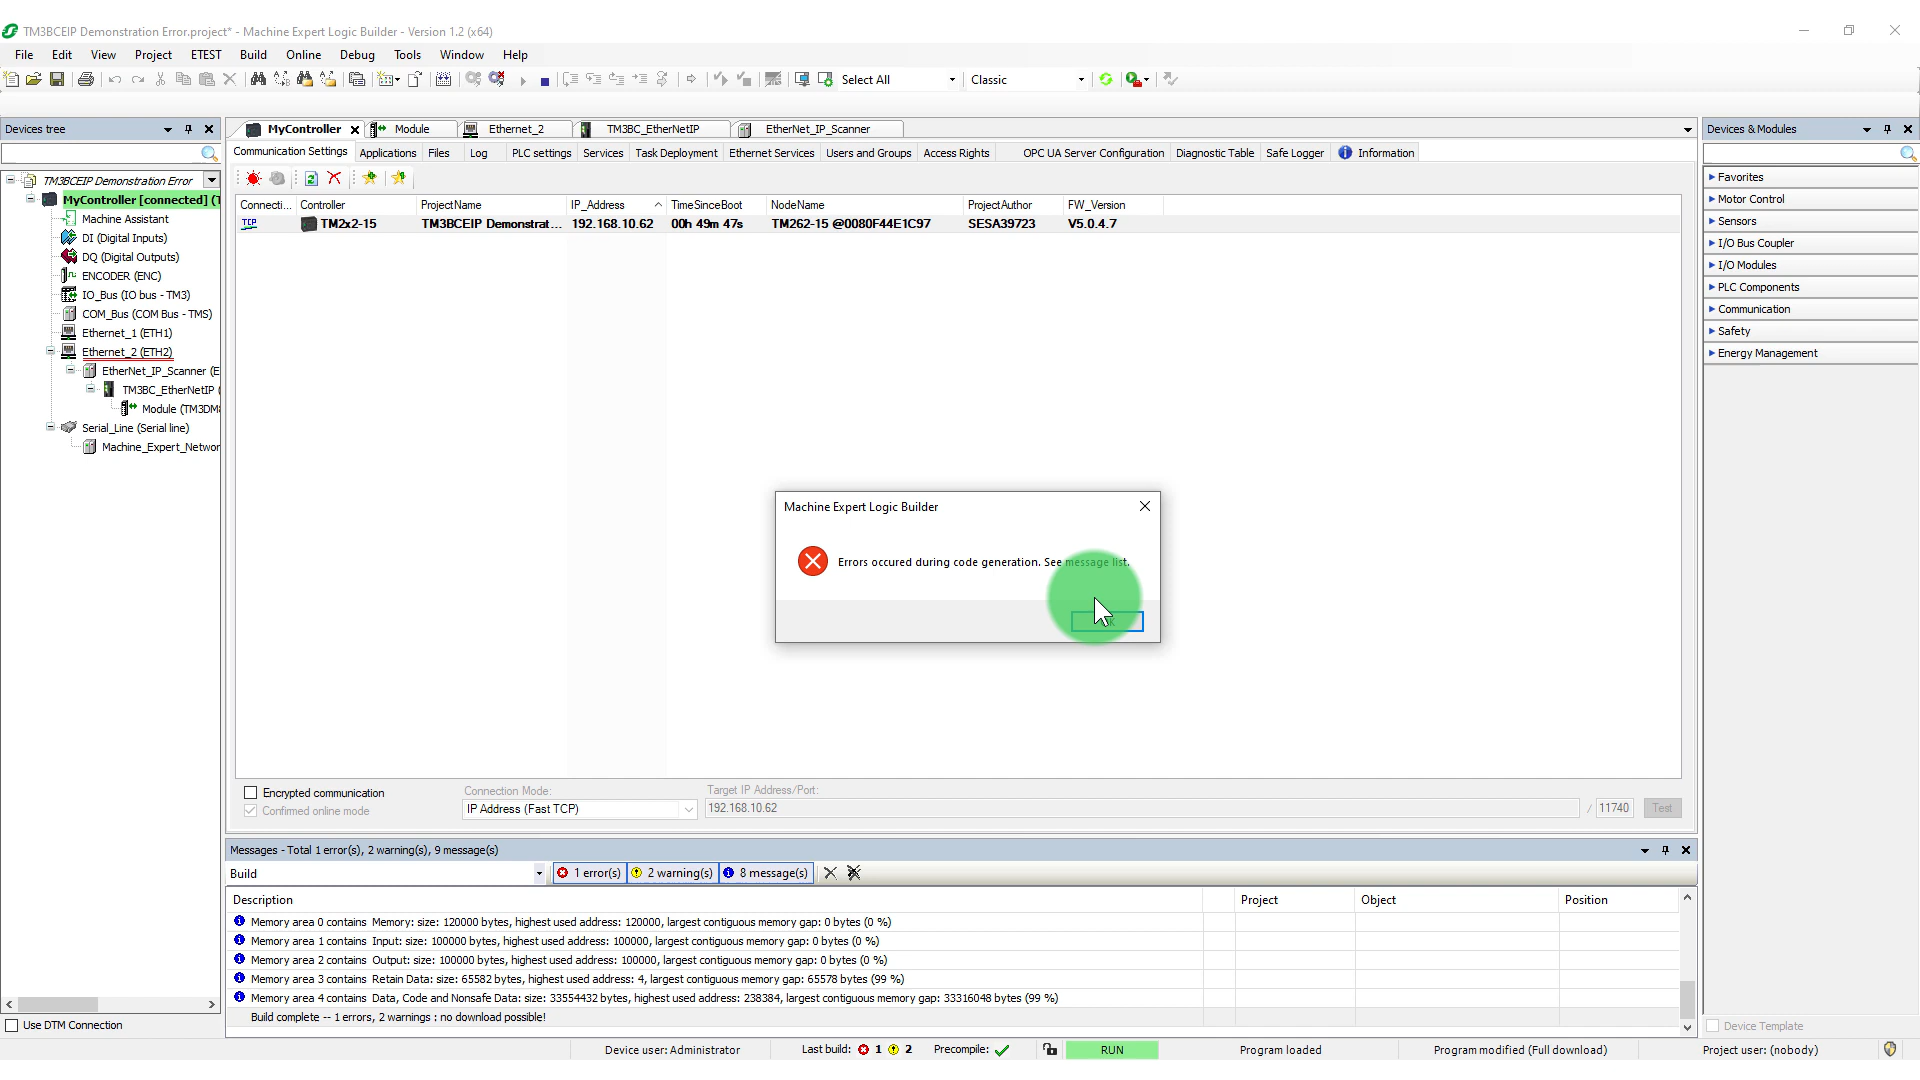 TM3BCEIP Demonstration Error.project* - Machine Expert Logic Builder - Version 1.2 (x64)
File Edit View Project ETEST Build Online Debug Tools Window Help
Select All Classic
Devices tree
MyController Module Ethernet_2 TM3BC_EtherNetIP EtherNet_IP_Scanner
Devices & Modules
Communication Settings Applications Files Log PLC settings Services Task Deployment Ethernet Services Users and Groups Access Rights OPC UA Server Configuration Diagnostic Table Safe Logger Information
TM3BCEIP Demonstration Error
MyController [connected] (T
Machine Assistant
DI (Digital Inputs)
DQ (Digital Outputs)
ENCODER (ENC)
IO_Bus (IO bus - TM3)
COM_Bus (COM Bus - TMS)
Ethernet_1 (ETH1)
Ethernet_2 (ETH2)
EtherNet_IP_Scanner (E
TM3BC_EtherNetIP (
Module (TM3DM
Serial_Line (Serial line)
Machine_Expert_Networ
Use DTM Connection
Connecti... Controller ProjectName IP_Address TimeSinceBoot NodeName ProjectAuthor FW_Version
TCP TM2x2-15 TM3BCEIP Demonstrat... 192.168.10.62 00h 49m 47s TM262-15 @0080F44E1C97 SESA39723 V5.0.4.7
Favorites
Motor Control
Sensors
I/O Bus Coupler
I/O Modules
PLC Components
Communication
Safety
Energy Management
Device Template
Machine Expert Logic Builder
Errors occured during code generation. See message list.
Encrypted communication
Confirmed online mode
Connection Mode:
IP Address (Fast TCP)
Target IP Address/Port:
192.168.10.62 / 11740 Test
Messages - Total 1 error(s), 2 warning(s), 9 message(s)
Build 1 error(s) 2 warning(s) 8 message(s)
Description Project Object Position
Memory area 0 contains Memory: size: 120000 bytes, highest used address: 120000, largest contiguous memory gap: 0 bytes (0 %)
Memory area 1 contains Input: size: 100000 bytes, highest used address: 100000, largest contiguous memory gap: 0 bytes (0 %)
Memory area 2 contains Output: size: 100000 bytes, highest used address: 100000, largest contiguous memory gap: 0 bytes (0 %)
Memory area 3 contains Retain Data: size: 65582 bytes, highest used address: 4, largest contiguous memory gap: 65578 bytes (99 %)
Memory area 4 contains Data, Code and Nonsafe Data: size: 33554432 bytes, highest used address: 238384, largest contiguous memory gap: 33316048 bytes (99 %)
Build complete -- 1 errors, 2 warnings : no download possible!
Device user: Administrator Last build: 1 2 Precompile: RUN Program loaded Program modified (Full download) Project user: (nobody)